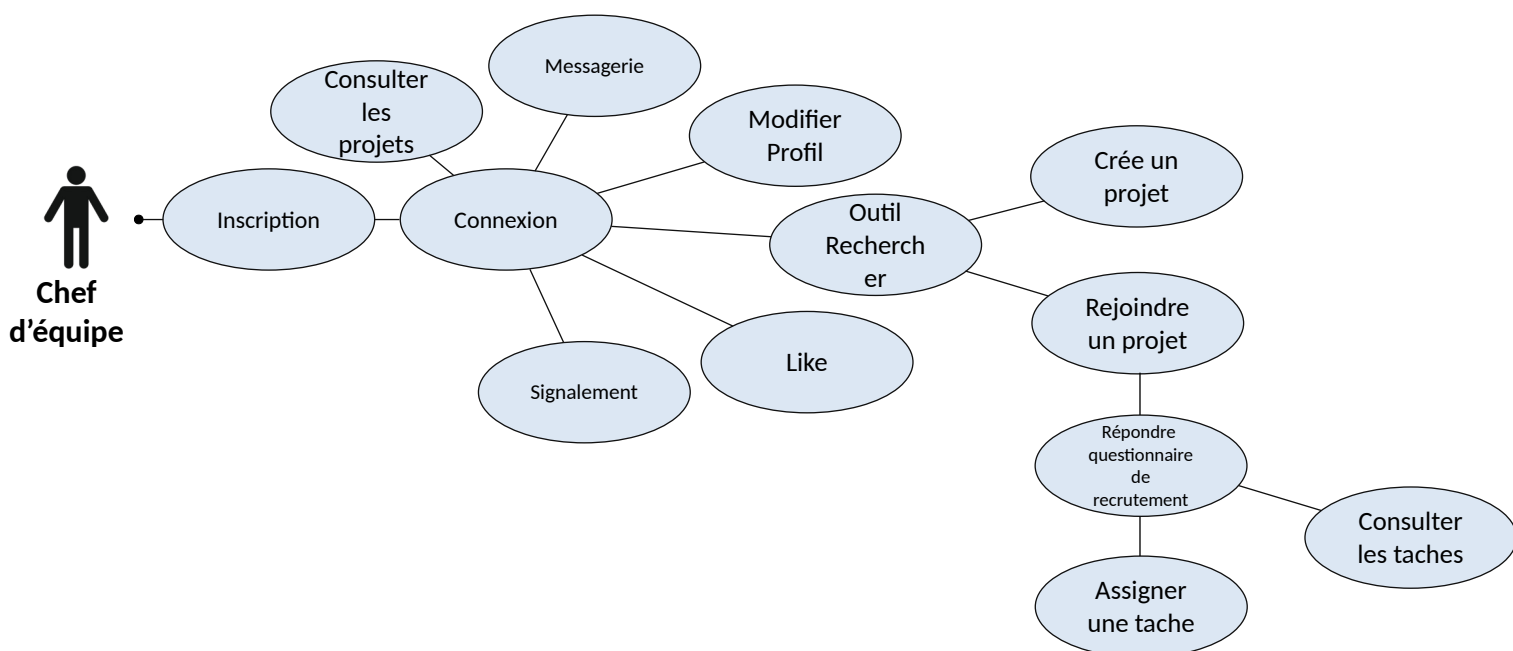 Messagerie
Consulter
les
projets
Modifier
Profil
Crée un
projet
Inscription
Connexion
Outil
Recherch
er
Chef
d’équipe
Rejoindre
un projet
Like
Signalement
Répondre
questionnaire
de
recrutement
Consulter
les taches
Assigner
une tache